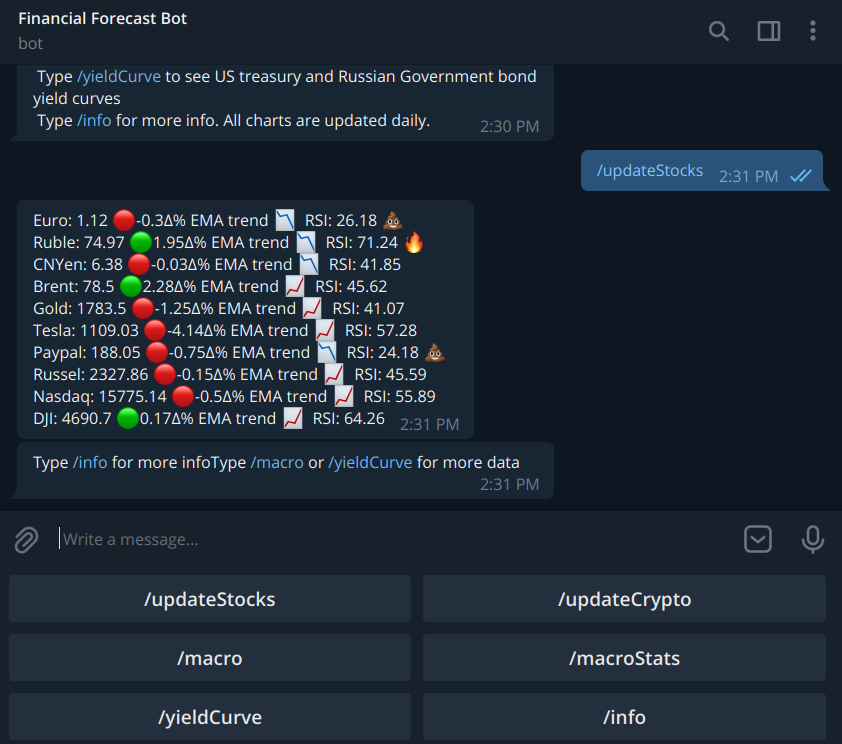 Financial Forecast Bot
bot
Type /yieldCurve to see US treasury and Russian Government bond
yield curves
Type /info for more info. All charts are updated daily.
2:30 PM
/updateStocks
2:31 PM
Euro: 1.12 🔴-0.3Δ% EMA trend 📉 RSI: 26.18 💩
Ruble: 74.97 🟢1.95Δ% EMA trend 📉 RSI: 71.24 🔥
CNYen: 6.38 🔴-0.03Δ% EMA trend 📉 RSI: 41.85
Brent: 78.5 🟢2.28Δ% EMA trend 📈 RSI: 45.62
Gold: 1783.5 🔴-1.25Δ% EMA trend 📈 RSI: 41.07
Tesla: 1109.03 🔴-4.14Δ% EMA trend 📈 RSI: 57.28
Paypal: 188.05 🔴-0.75Δ% EMA trend 📉 RSI: 24.18 💩
Russel: 2327.86 🔴-0.15Δ% EMA trend 📈 RSI: 45.59
Nasdaq: 15775.14 🔴-0.5Δ% EMA trend 📈 RSI: 55.89
DJI: 4690.7 🟢0.17Δ% EMA trend 📈 RSI: 64.26
2:31 PM
Type /info for more infoType /macro or /yieldCurve for more data
2:31 PM
Write a message...
/updateStocks
/updateCrypto
/macro
/macroStats
/yieldCurve
/info